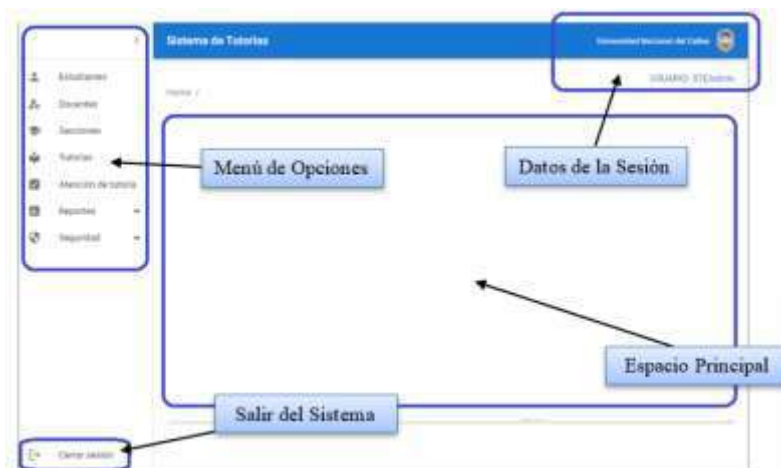 Sistema de Tutorías
Universidad Nacional del Callao
USUARIO: STEadmin
Home /
Estudiantes
Docentes
Secciones
Tutorías
Atención de tutoria
Reportes
Seguridad
Menú de Opciones
Datos de la Sesión
Espacio Principal
Salir del Sistema
Cerrar sesión